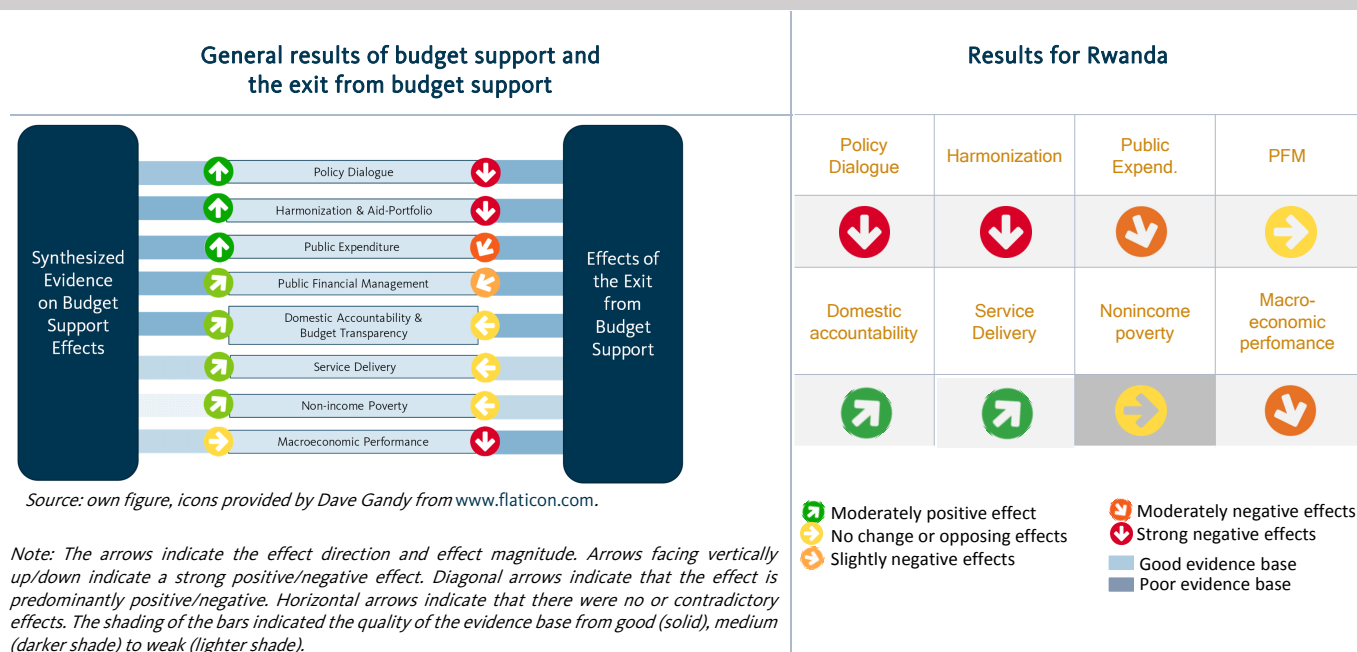 General results of budget support and
the exit from budget support
Synthesized
Evidence
on Budget
Support
Effects
Policy Dialogue
Harmonization & Aid-Portfolio
Public Expenditure
Public Financial Management
Domestic Accountability &
Budget Transparency
Service Delivery
Non-income Poverty
Macroeconomic Performance
Effects of
the Exit
from
Budget
Support
Source: own figure, icons provided by Dave Gandy from www.flaticon.com.
Note: The arrows indicate the effect direction and effect magnitude. Arrows facing vertically
up/down indicate a strong positive/negative effect. Diagonal arrows indicate that the effect is
predominantly positive/negative. Horizontal arrows indicate that there were no or contradictory
effects. The shading of the bars indicated the quality of the evidence base from good (solid), medium
(darker shade) to weak (lighter shade).
Results for Rwanda
Policy
Dialogue
Harmonization
Public
Expend.
PFM
Domestic
accountability
Service
Delivery
Nonincome
poverty
Macro-
economic
perfomance
Moderately positive effect
No change or opposing effects
Slightly negative effects
Moderately negative effects
Strong negative effects
Good evidence base
Poor evidence base